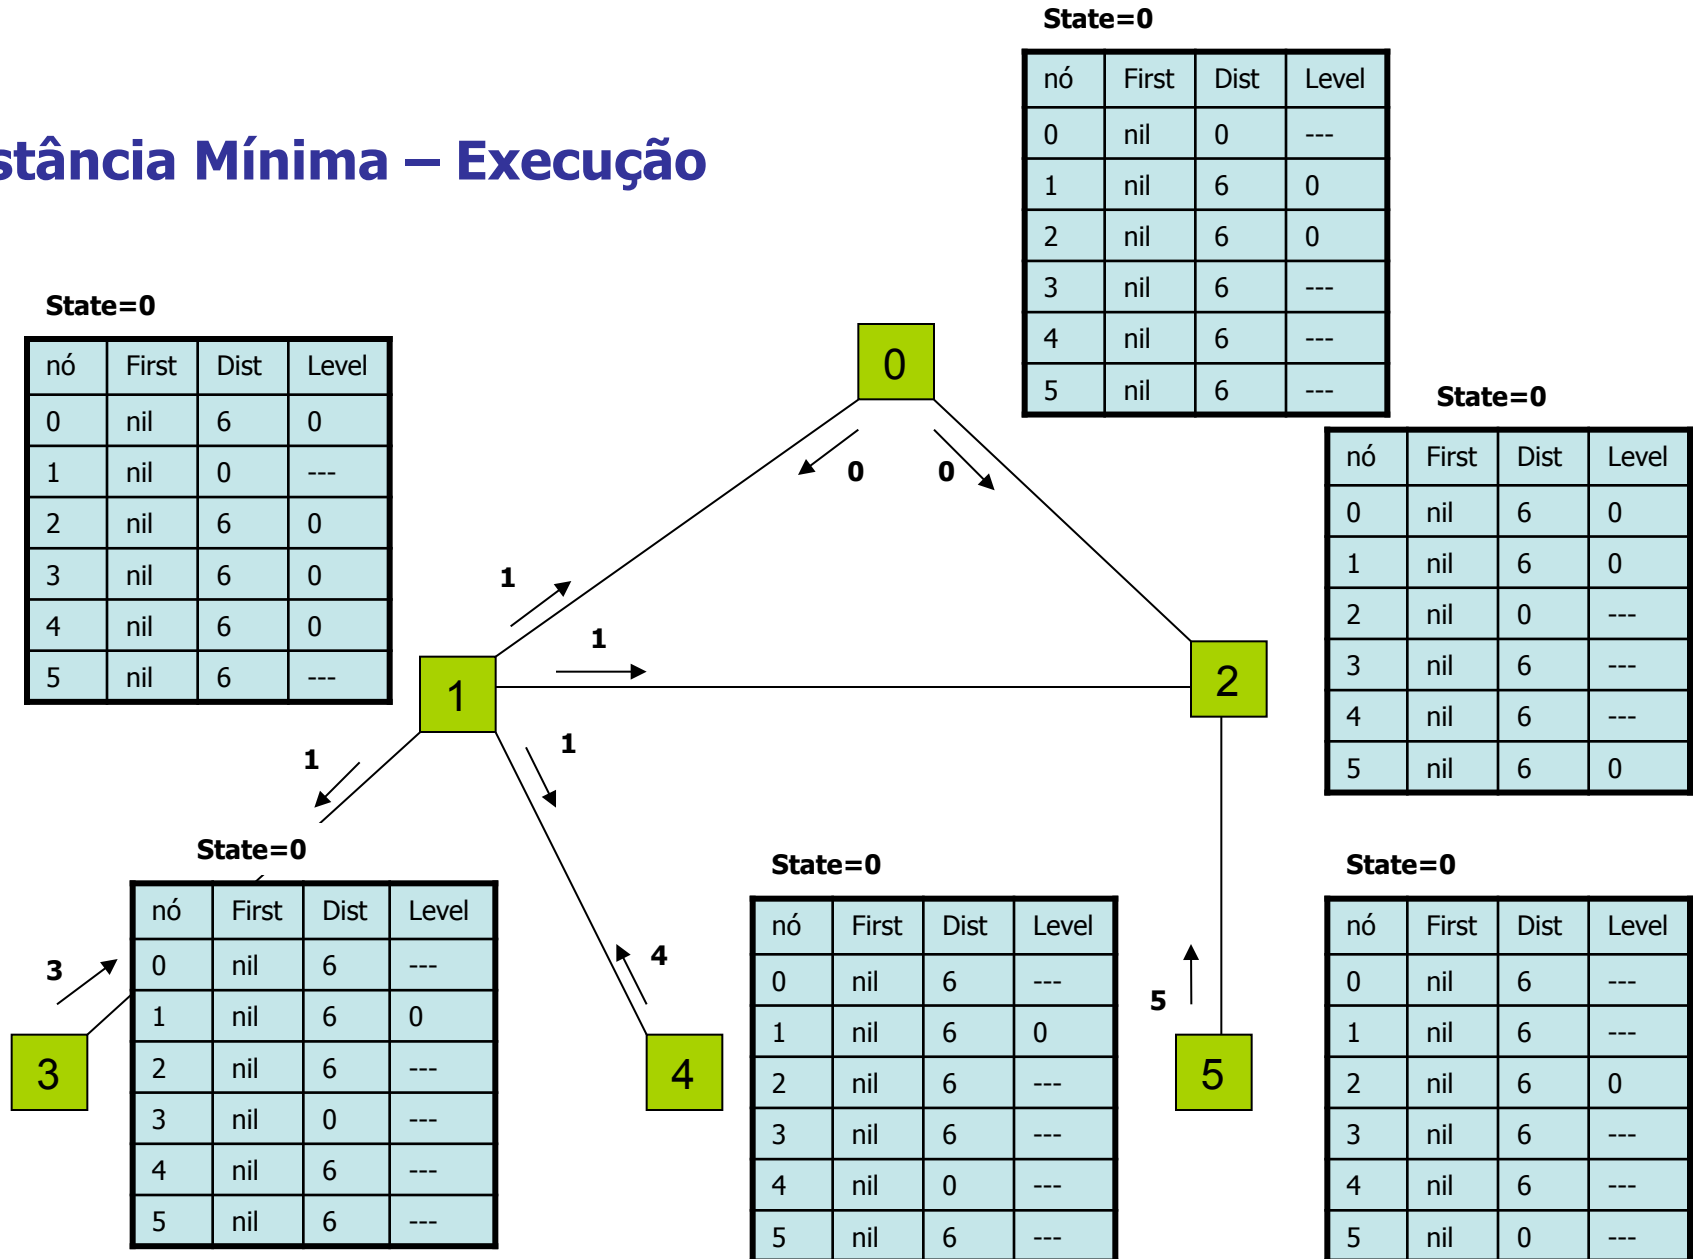 State=0
nó First Dist Level
0 nil 0 ---
1 nil 6 0
2 nil 6 0
3 nil 6 ---
4 nil 6 ---
5 nil 6 ---
stância Mínima – Execução
State=0
nó First Dist Level
0 nil 6 0
1 nil 0 ---
2 nil 6 0
3 nil 6 0
4 nil 6 0
5 nil 6 ---
0
0 0
State=0
nó First Dist Level
0 nil 6 0
1 nil 6 0
2 nil 0 ---
3 nil 6 ---
4 nil 6 ---
5 nil 6 0
1
1
1
2
1
1
State=0
nó First Dist Level
0 nil 6 ---
1 nil 6 0
2 nil 6 ---
3 nil 0 ---
4 nil 6 ---
5 nil 6 ---
3
3
4
4
State=0
nó First Dist Level
0 nil 6 ---
1 nil 6 0
2 nil 6 ---
3 nil 6 ---
4 nil 0 ---
5 nil 6 ---
5
5
State=0
nó First Dist Level
0 nil 6 ---
1 nil 6 ---
2 nil 6 0
3 nil 6 ---
4 nil 6 ---
5 nil 0 ---